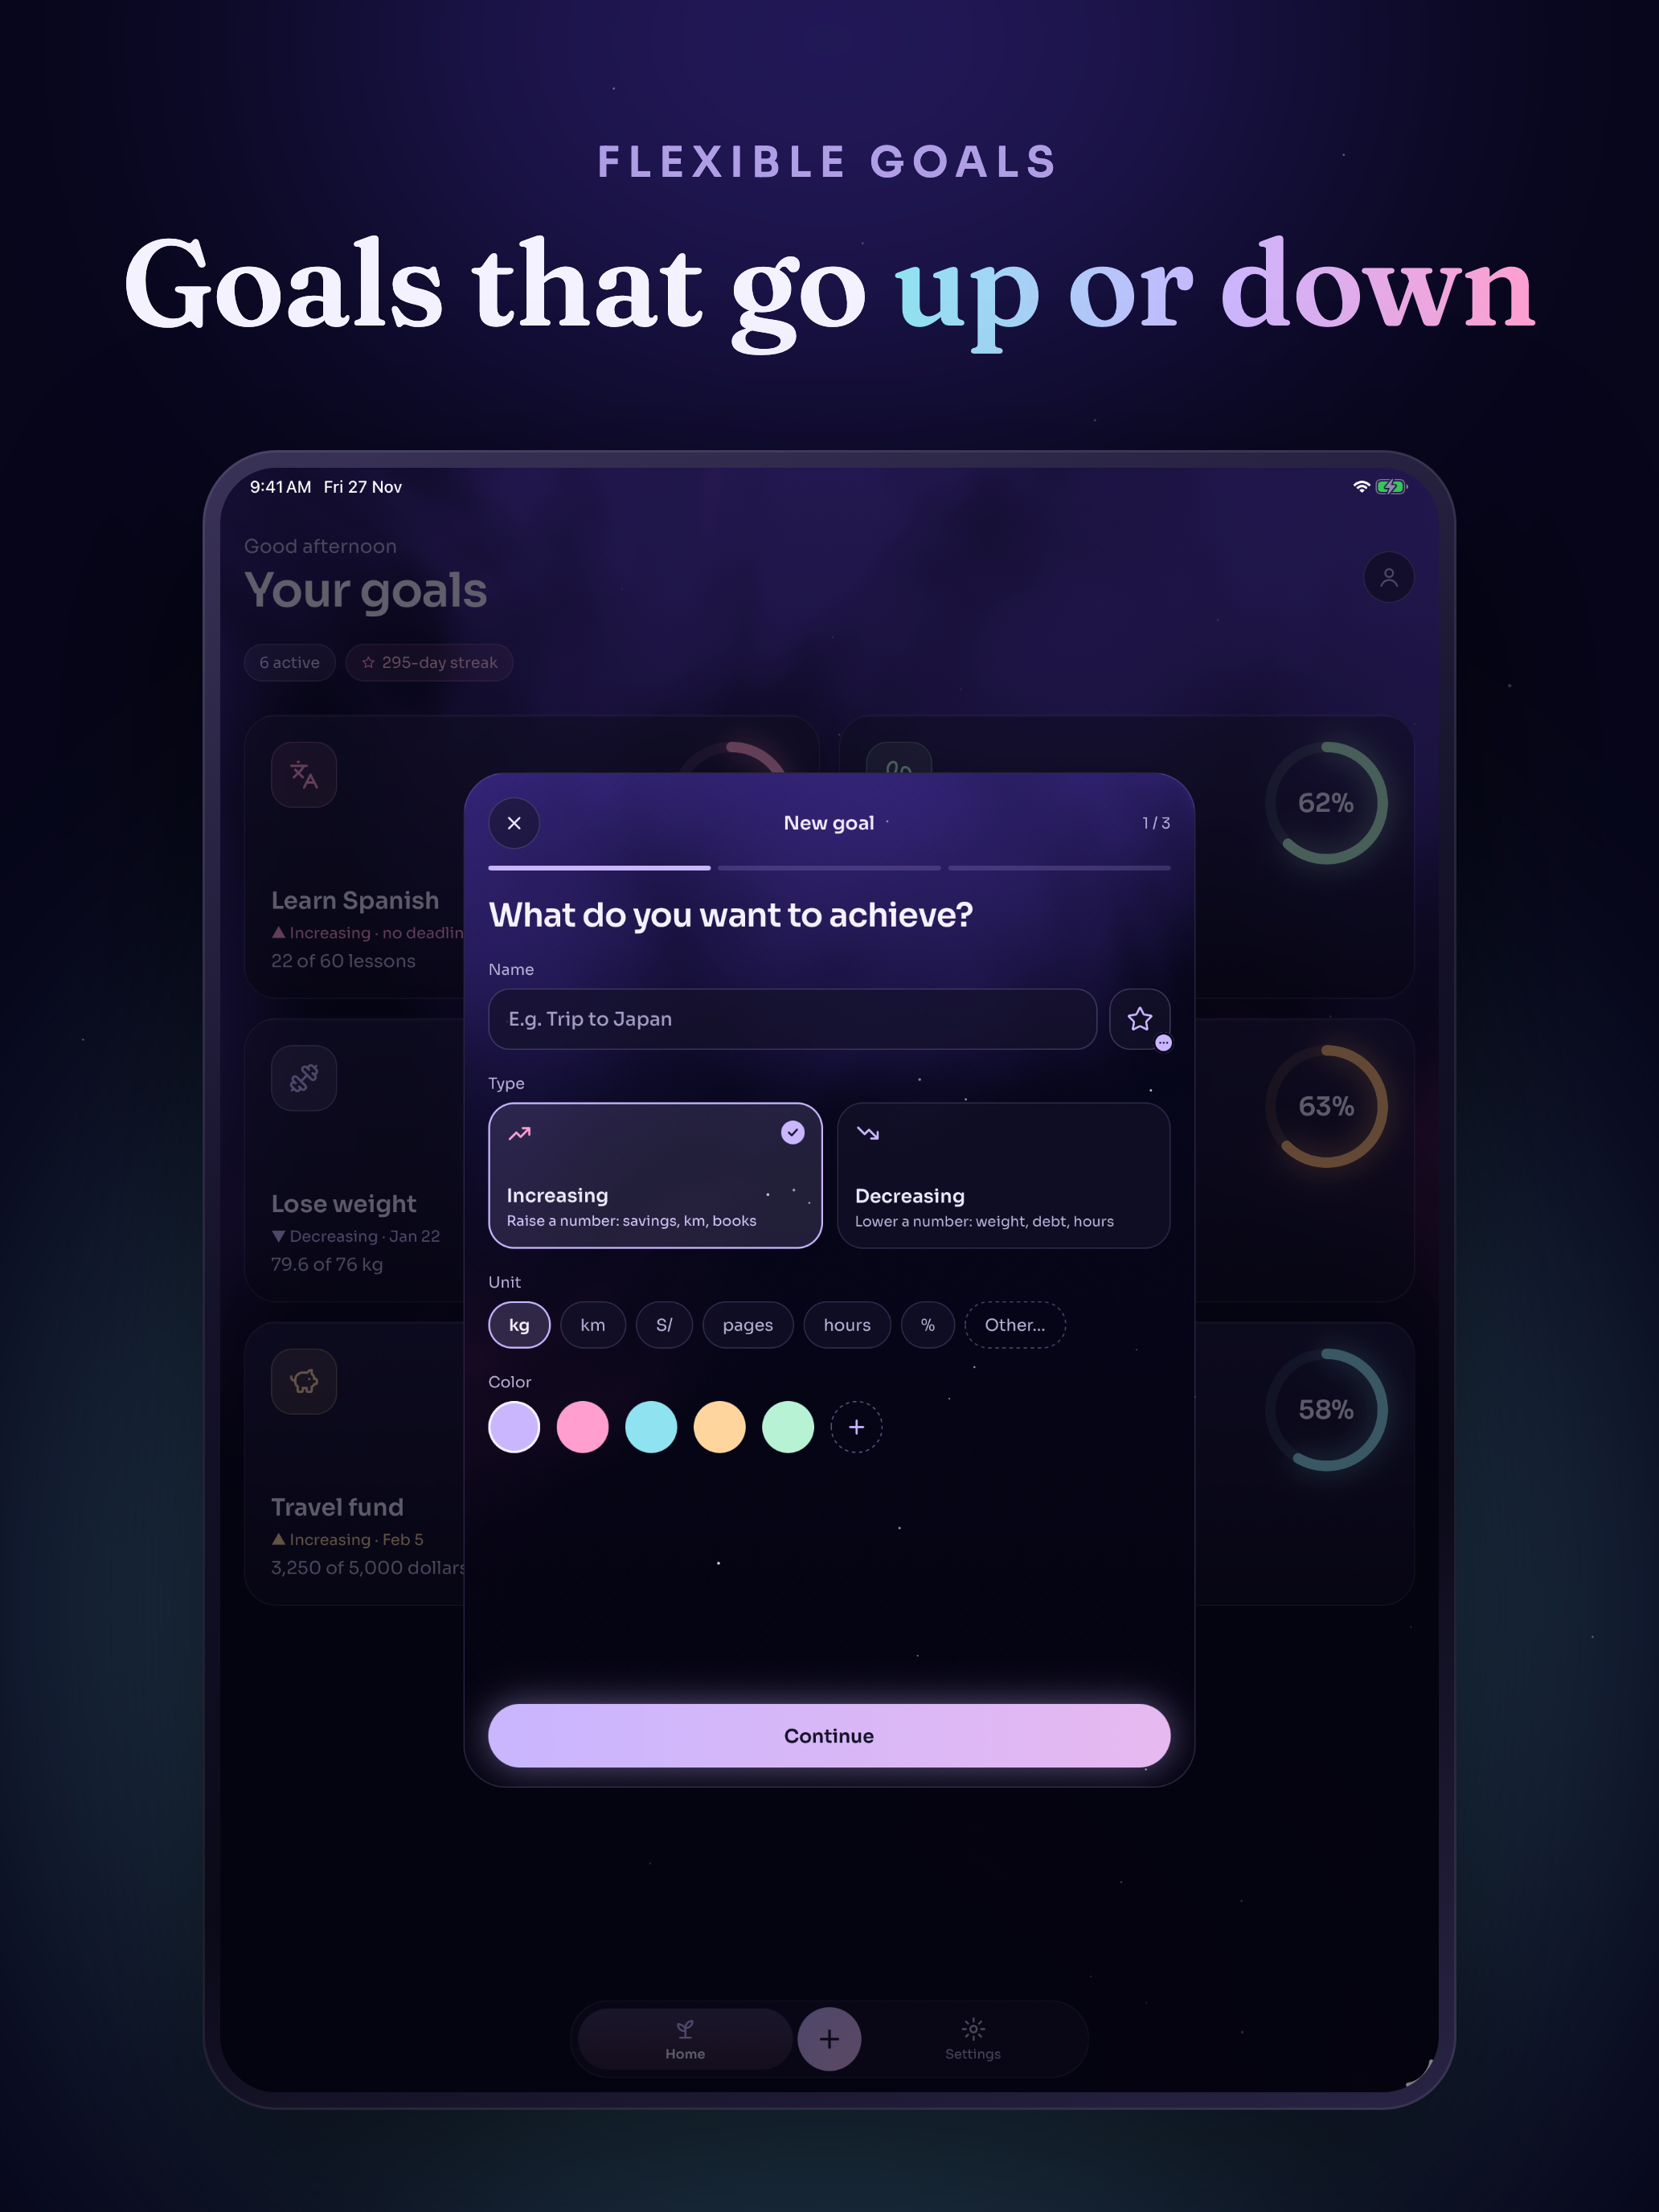 FLEXIBLE GOALS
Goals that go up or down
9:41 AM Fri 27 Nov
Good afternoon
Your goals
6 active
295-day streak
New goal
1 / 3
What do you want to achieve?
Name
E.g. Trip to Japan
Type
Increasing
Raise a number: savings, km, books
Decreasing
Lower a number: weight, debt, hours
Unit
kg
km
S/
pages
hours
%
Other...
Color
Continue
Learn Spanish
▲ Increasing · no deadlin
22 of 60 lessons
62%
Lose weight
▼ Decreasing · Jan 22
79.6 of 76 kg
63%
Travel fund
▲ Increasing · Feb 5
3,250 of 5,000 dollars
58%
Home
Settings